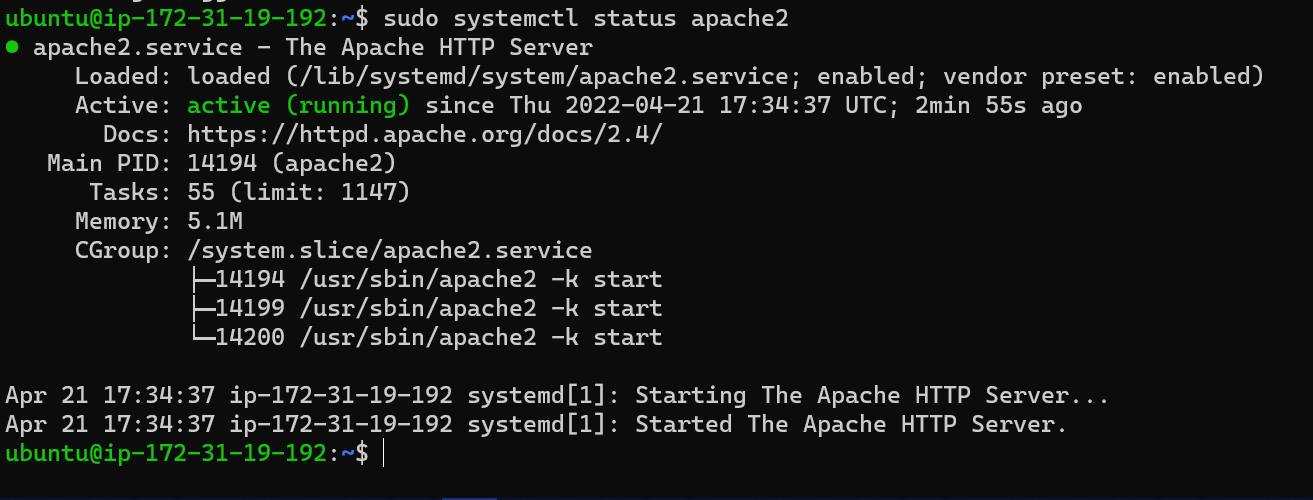 ubuntu@ip-172-31-19-192:~$ sudo systemctl status apache2
● apache2.service - The Apache HTTP Server
     Loaded: loaded (/lib/systemd/system/apache2.service; enabled; vendor preset: enabled)
     Active: active (running) since Thu 2022-04-21 17:34:37 UTC; 2min 55s ago
       Docs: https://httpd.apache.org/docs/2.4/
   Main PID: 14194 (apache2)
      Tasks: 55 (limit: 1147)
     Memory: 5.1M
     CGroup: /system.slice/apache2.service
             ├─14194 /usr/sbin/apache2 -k start
             ├─14199 /usr/sbin/apache2 -k start
             └─14200 /usr/sbin/apache2 -k start

Apr 21 17:34:37 ip-172-31-19-192 systemd[1]: Starting The Apache HTTP Server...
Apr 21 17:34:37 ip-172-31-19-192 systemd[1]: Started The Apache HTTP Server.
ubuntu@ip-172-31-19-192:~$